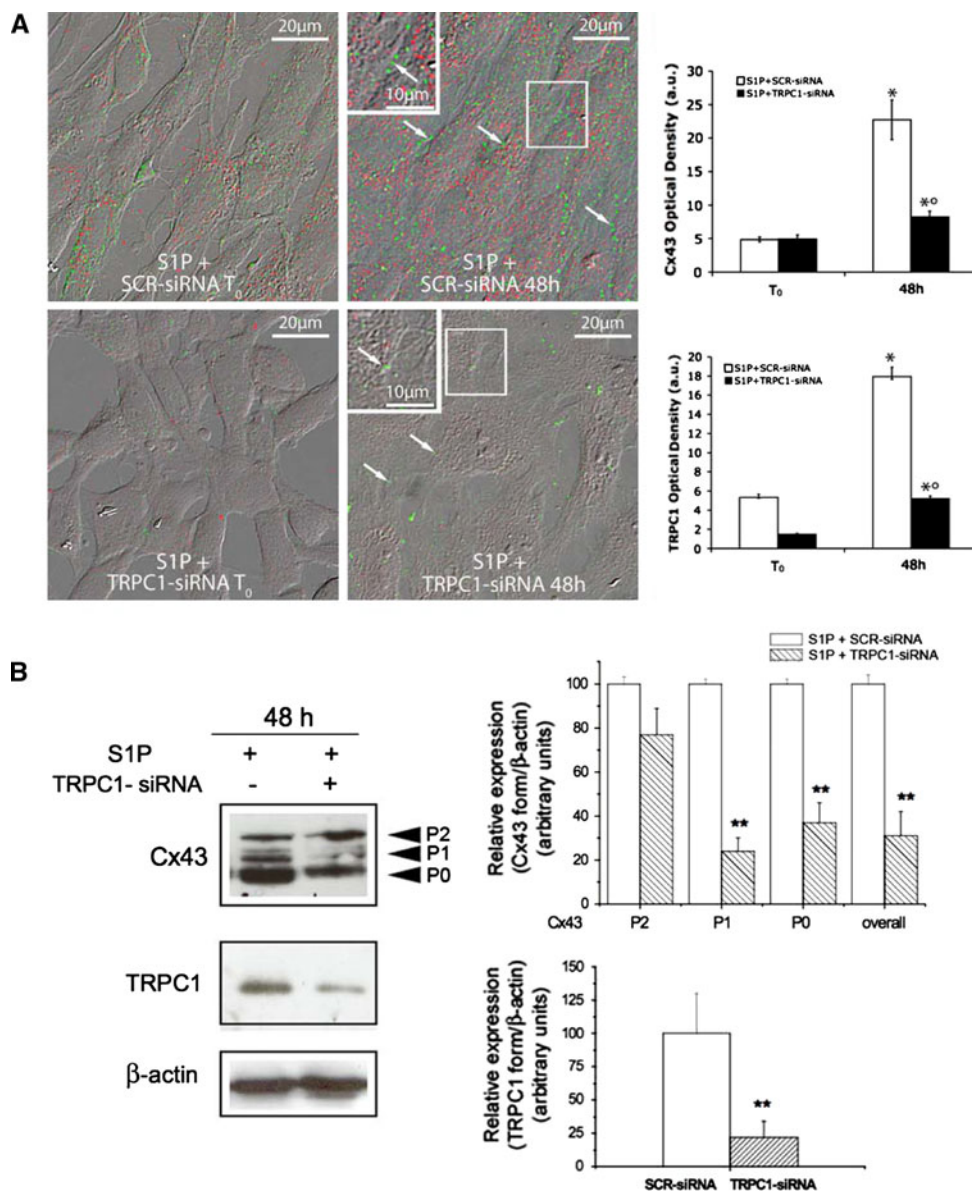 A
20µm
S1P +
SCR-siRNA T0
10µm
20µm
S1P +
SCR-siRNA 48h
20µm
S1P +
TRPC1-siRNA T0
10µm
20µm
S1P +
TRPC1-siRNA 48h
Cx43 Optical Density (a.u.)
30
25
20
15
10
5
0
S1P+SCR-siRNA
S1P+TRPC1-siRNA
*
*°
T0
48h
TRPC1 Optical Density (a.u.)
20
18
16
14
12
10
8
6
4
2
0
S1P+SCR-siRNA
S1P+TRPC1-siRNA
*
*°
T0
48h
B
48 h
S1P + +
TRPC1- siRNA - +
Cx43
P2
P1
P0
TRPC1
β-actin
S1P + SCR-siRNA
S1P + TRPC1-siRNA
Relative expression
(Cx43 form/β-actin)
(arbitrary units)
100
80
60
40
20
0
** ** **
Cx43 P2 P1 P0 overall
Relative expression
(TRPC1 form/β-actin)
(arbitrary units)
150
125
100
75
50
25
0
**
SCR-siRNA TRPC1-siRNA